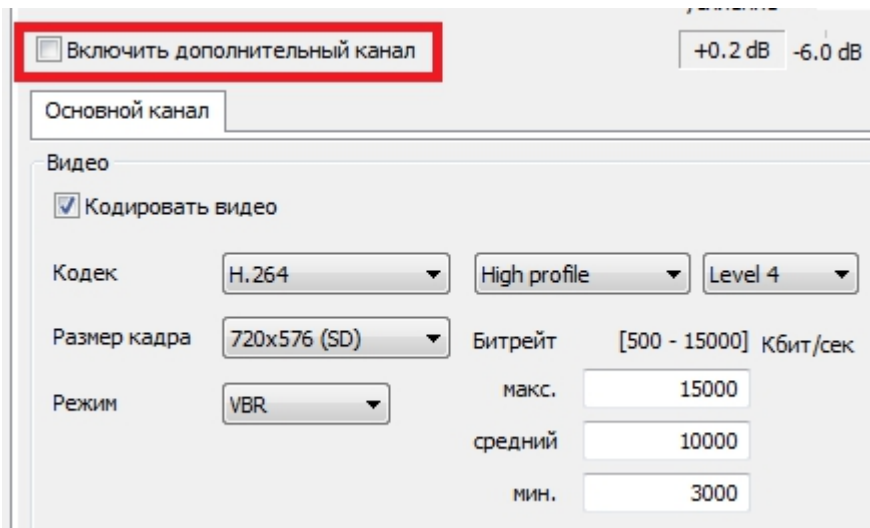 Включить дополнительный канал
+0.2 dB -6.0 dB
Основной канал
Видео
Кодировать видео
Кодек H.264 High profile Level 4
Размер кадра 720x576 (SD) Битрейт [500 - 15000] Кбит/сек
макс. 15000
Режим VBR
средний 10000
мин. 3000